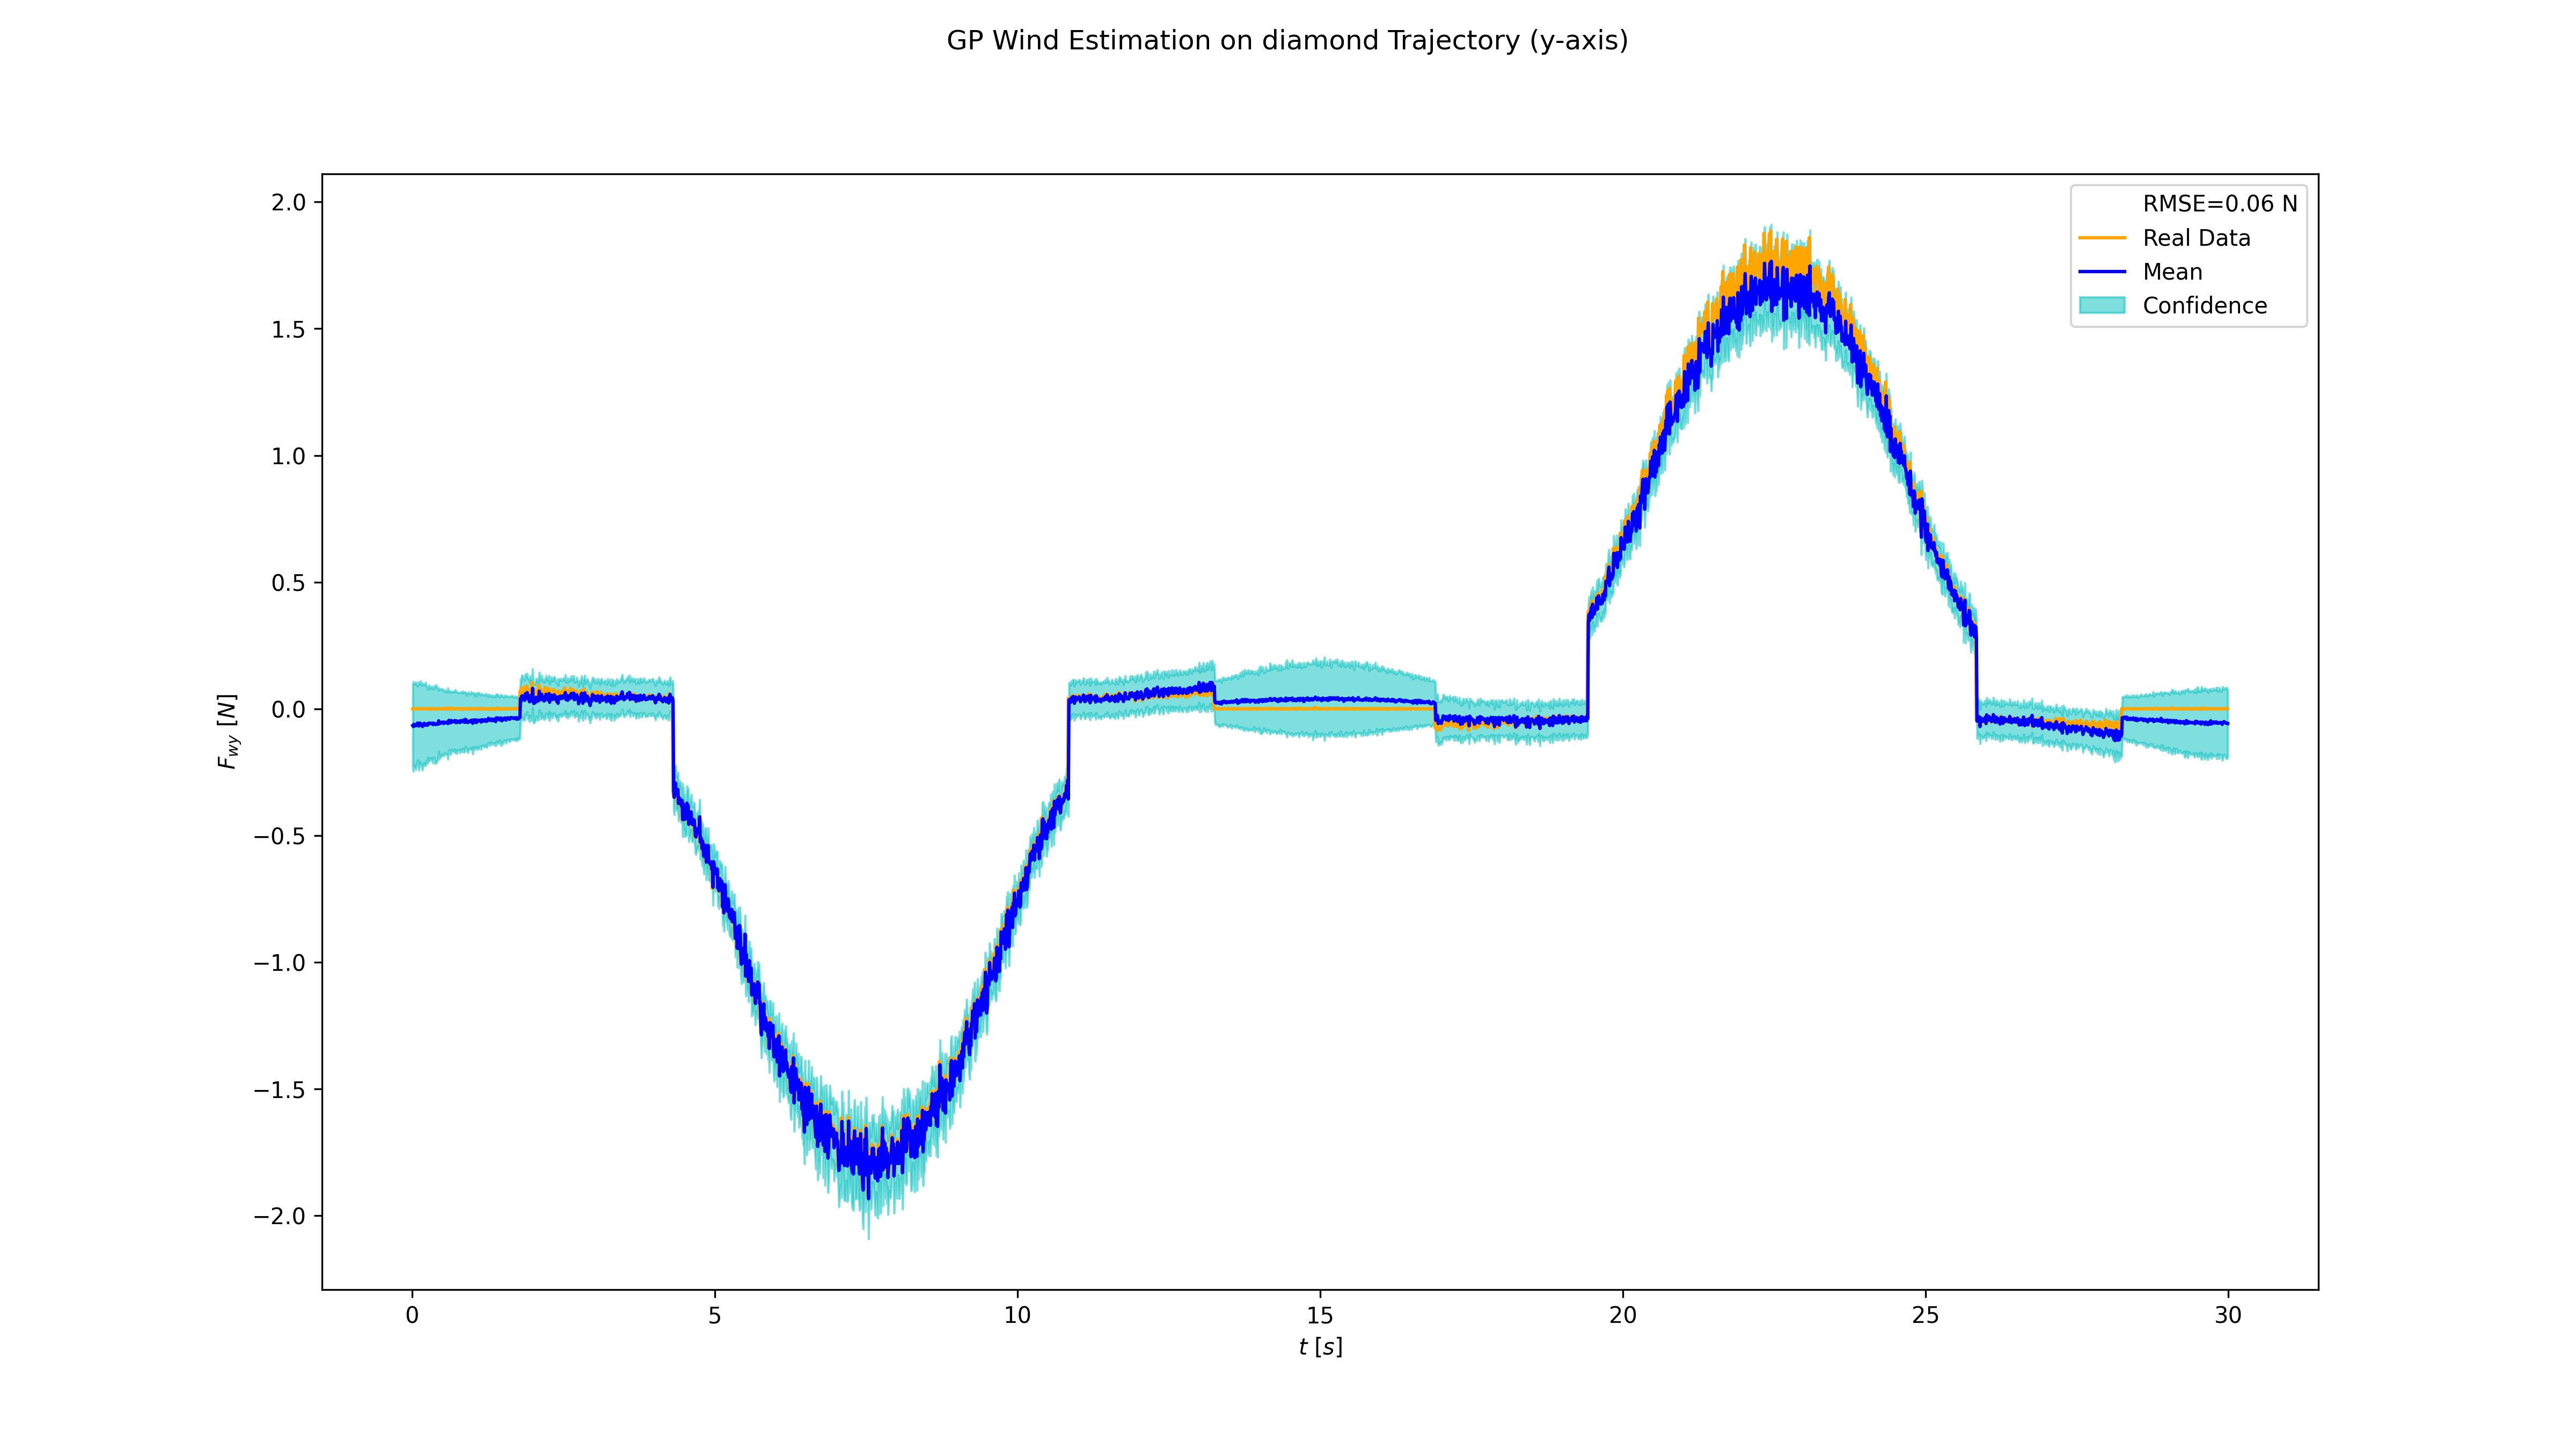 GP Wind Estimation on diamond Trajectory (y-axis)
RMSE=0.06 N
Real Data
Mean
Confidence
2.0
1.5
1.0
0.5
0.0
−0.5
−1.0
−1.5
−2.0
F_wy [N]
0 5 10 15 20 25 30
t [s]